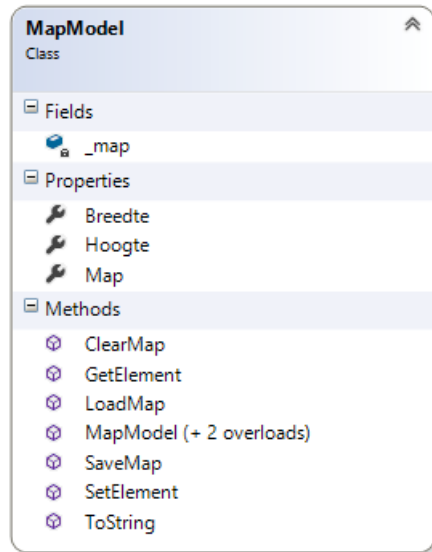 MapModel
Class
Fields
_map
Properties
Breedte
Hoogte
Map
Methods
ClearMap
GetElement
LoadMap
MapModel (+ 2 overloads)
SaveMap
SetElement
ToString